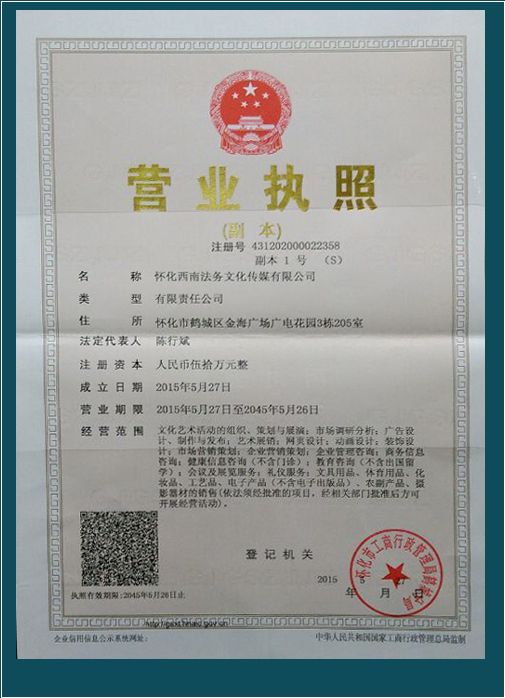 营业执照
(副 本)
注册号 431202000022358
副本 1 号 (S)
名 称 怀化西南法务文化传媒有限公司
类 型 有限责任公司
住 所 怀化市鹤城区金海广场广电花园3栋205室
法定代表人 陈行斌
注 册 资 本 人民币伍拾万元整
成 立 日 期 2015年5月27日
营 业 期 限 2015年5月27日至2045年5月26日
经 营 范 围 文化艺术活动的组织、策划与展演；市场调研分析；广告设
计、制作与发布；艺术展销；网页设计；动画设计；装饰设
计；市场营销策划；企业营销策划；企业管理咨询；商务信息
咨询；健康信息咨询（不含门诊）；教育咨询（不含出国留
学）；会议及展览服务；礼仪服务；文具用品、体育用品、化
妆品、工艺品、电子产品（不含电子出版品）、农副产品、摄
影器材的销售(依法须经批准的项目，经相关部门批准后方可
开展经营活动)。
登 记 机 关
怀化市工商行政管理局
2015
年 月 日
执照有效期限:2045年5月26日止
http://gsxt.hnaic.gov.cn
企业信用信息公示系统网址:
中华人民共和国国家工商行政管理总局监制